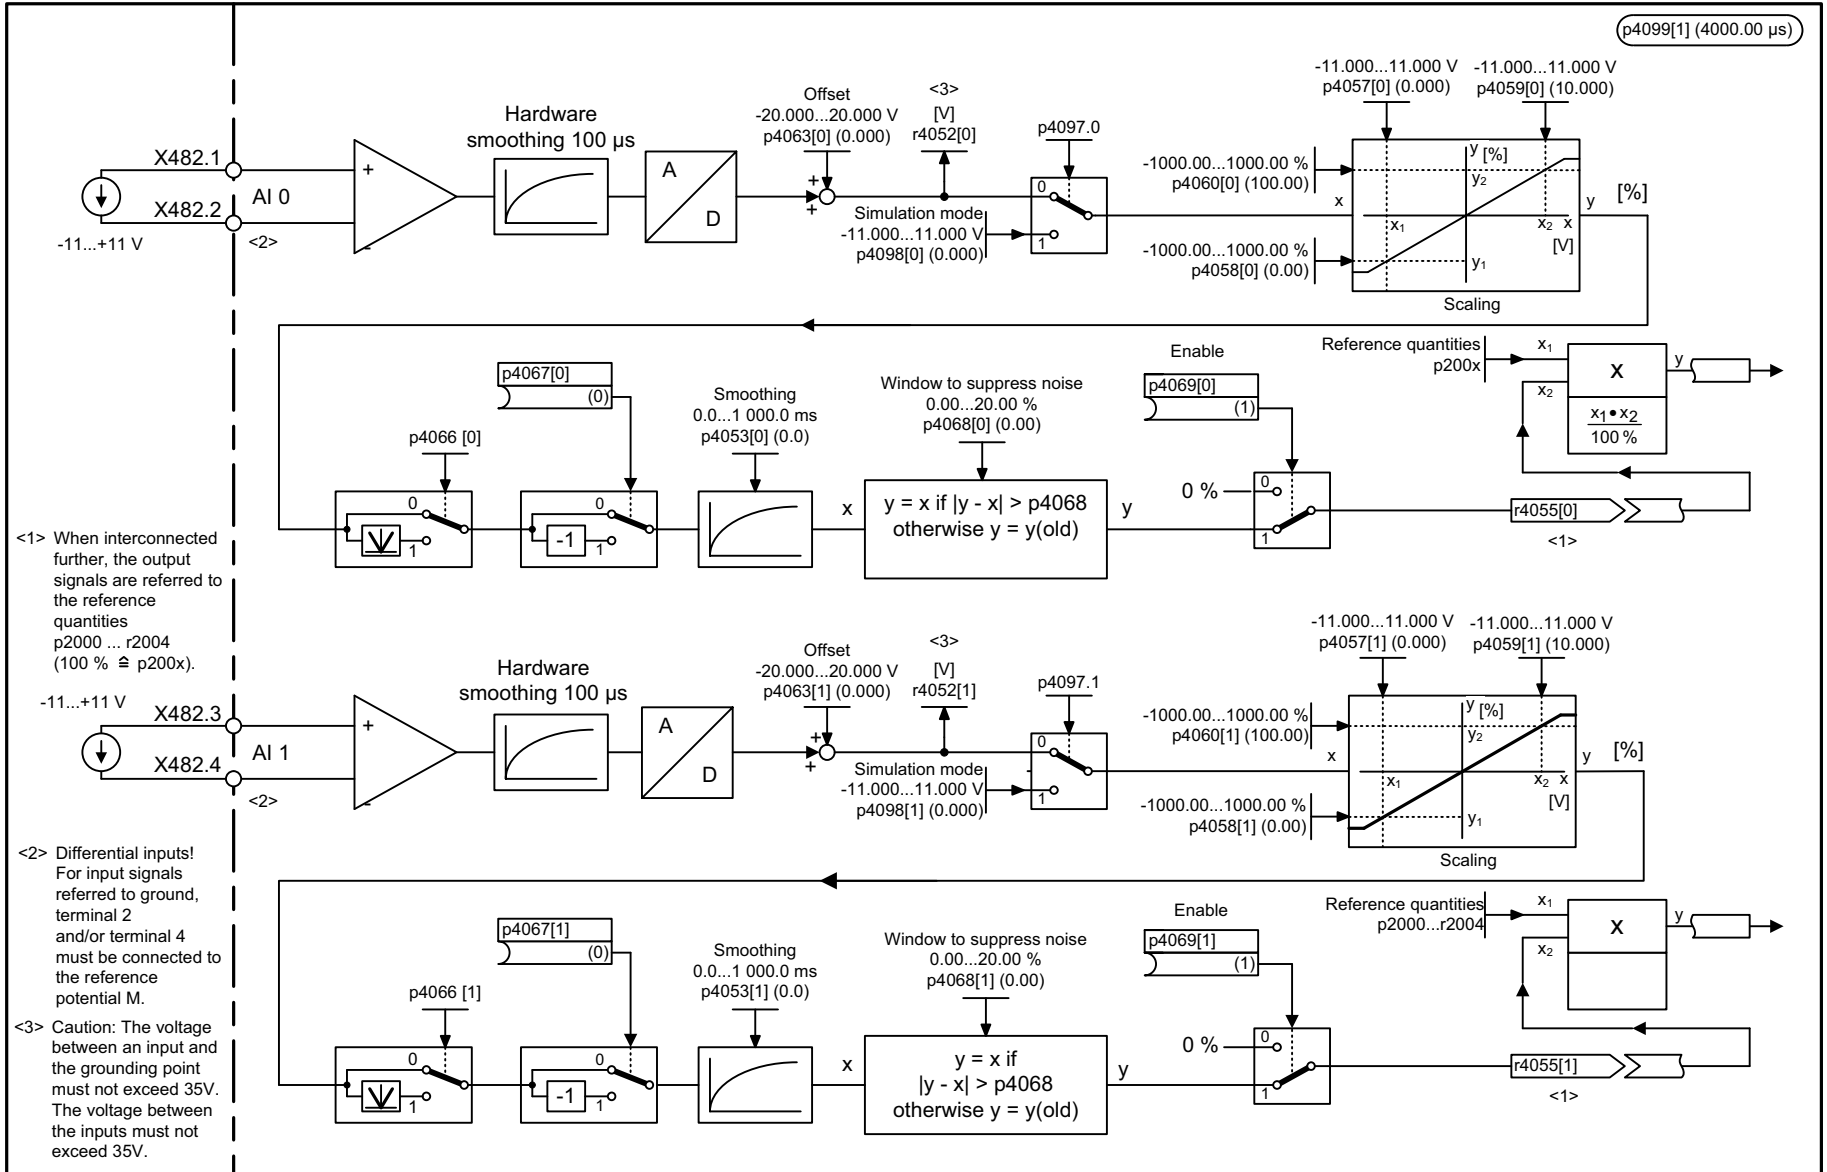 p4099[1] (4000.00 µs)
X482.1
X482.2
-11...+11 V
AI 0
<2>
+
-
Hardware
smoothing 100 µs
A
D
Offset
-20.000...20.000 V
p4063[0] (0.000)
+
+
<3>
[V]
r4052[0]
Simulation mode
-11.000...11.000 V
p4098[0] (0.000)
p4097.0
0
1
-11.000...11.000 V
p4057[0] (0.000)
-11.000...11.000 V
p4059[0] (10.000)
-1000.00...1000.00 %
p4060[0] (100.00)
x
-1000.00...1000.00 %
p4058[0] (0.00)
y [%]
y2
x1
x2 x
[V]
y1
y
[%]
Scaling
p4066 [0]
0
1
p4067[0]
(0)
0
-1
1
Smoothing
0.0...1 000.0 ms
p4053[0] (0.0)
Window to suppress noise
0.00...20.00 %
p4068[0] (0.00)
x
y = x if |y - x| > p4068
otherwise y = y(old)
y
Enable
p4069[0]
(1)
0 %
0
1
r4055[0]
<1>
Reference quantities
p200x
x1
x2
x
x1•x2
100 %
y
<1> When interconnected
further, the output
signals are referred to
the reference
quantities
p2000 ... r2004
(100 % ≙ p200x).
-11...+11 V
X482.3
X482.4
AI 1
<2>
+
-
Hardware
smoothing 100 µs
A
D
Offset
-20.000...20.000 V
p4063[1] (0.000)
+
+
<3>
[V]
r4052[1]
Simulation mode
-11.000...11.000 V
p4098[1] (0.000)
p4097.1
0
-
1
-11.000...11.000 V
p4057[1] (0.000)
-11.000...11.000 V
p4059[1] (10.000)
-1000.00...1000.00 %
p4060[1] (100.00)
x
-1000.00...1000.00 %
p4058[1] (0.00)
y [%]
y2
x1
x2 x
[V]
y1
y
[%]
Scaling
<2> Differential inputs!
For input signals
referred to ground,
terminal 2
and/or terminal 4
must be connected to
the reference
potential M.
<3> Caution: The voltage
between an input and
the grounding point
must not exceed 35V.
The voltage between
the inputs must not
exceed 35V.
p4066 [1]
0
1
p4067[1]
(0)
0
-1
1
Smoothing
0.0...1 000.0 ms
p4053[1] (0.0)
Window to suppress noise
0.00...20.00 %
p4068[1] (0.00)
x
y = x if
|y - x| > p4068
otherwise y = y(old)
y
Enable
p4069[1]
(1)
0 %
0
1
r4055[1]
<1>
Reference quantities
p2000...r2004
x1
x2
x
y